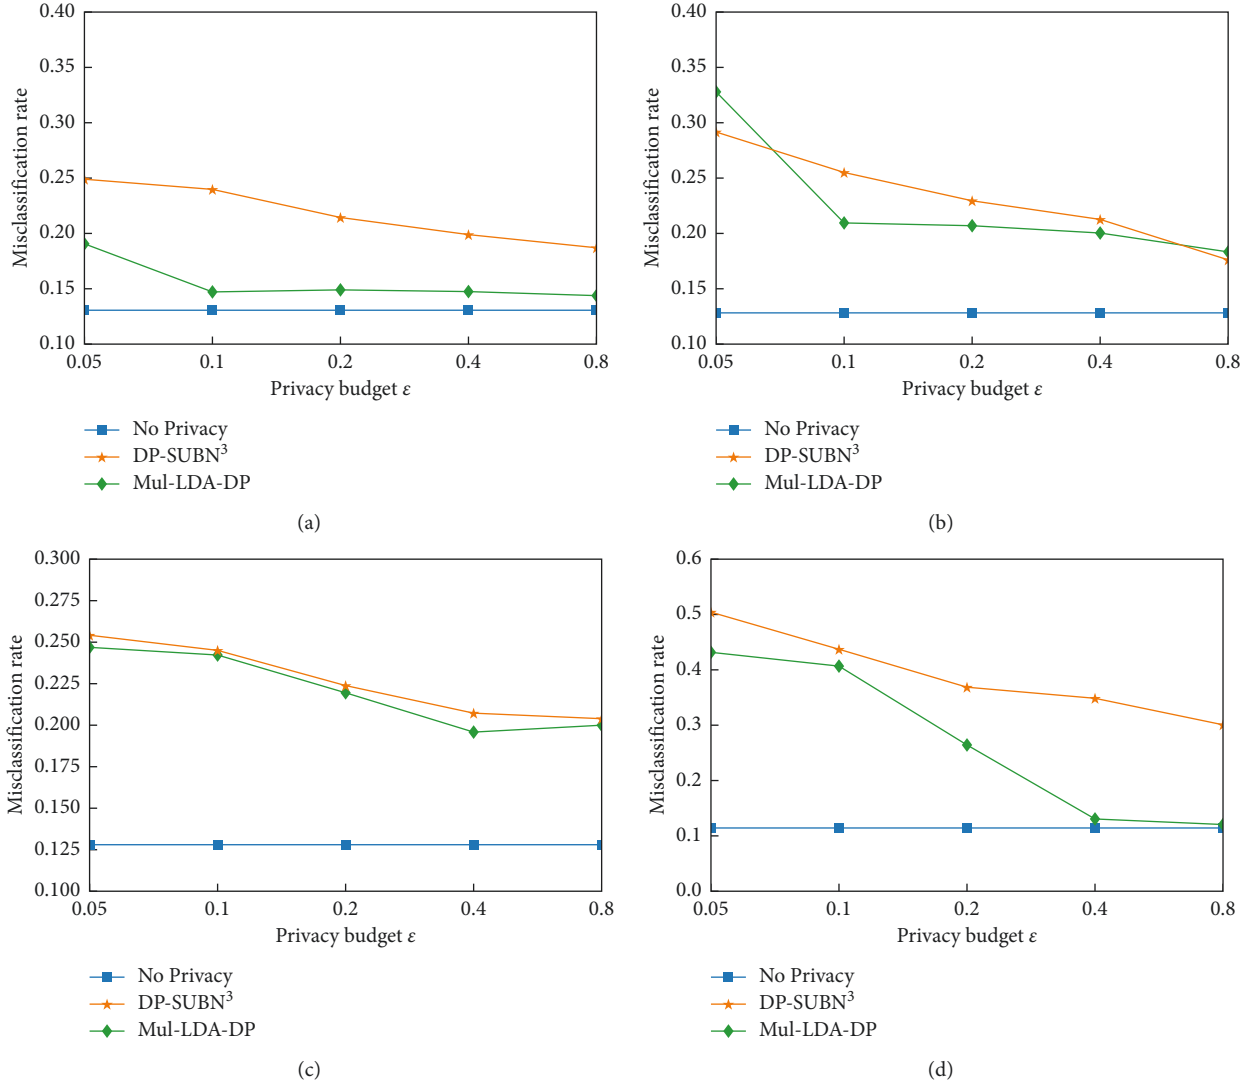 0.40
0.35
0.30
0.25
0.20
0.15
0.10
Misclassification rate
0.05 0.1 0.2 0.4 0.8
Privacy budget ε
No Privacy
DP-SUBN³
Mul-LDA-DP
(a)
0.40
0.35
0.30
0.25
0.20
0.15
0.10
Misclassification rate
0.05 0.1 0.2 0.4 0.8
Privacy budget ε
No Privacy
DP-SUBN³
Mul-LDA-DP
(b)
0.300
0.275
0.250
0.225
0.200
0.175
0.150
0.125
0.100
Misclassification rate
0.05 0.1 0.2 0.4 0.8
Privacy budget ε
No Privacy
DP-SUBN³
Mul-LDA-DP
(c)
0.6
0.5
0.4
0.3
0.2
0.1
0.0
Misclassification rate
0.05 0.1 0.2 0.4 0.8
Privacy budget ε
No Privacy
DP-SUBN³
Mul-LDA-DP
(d)